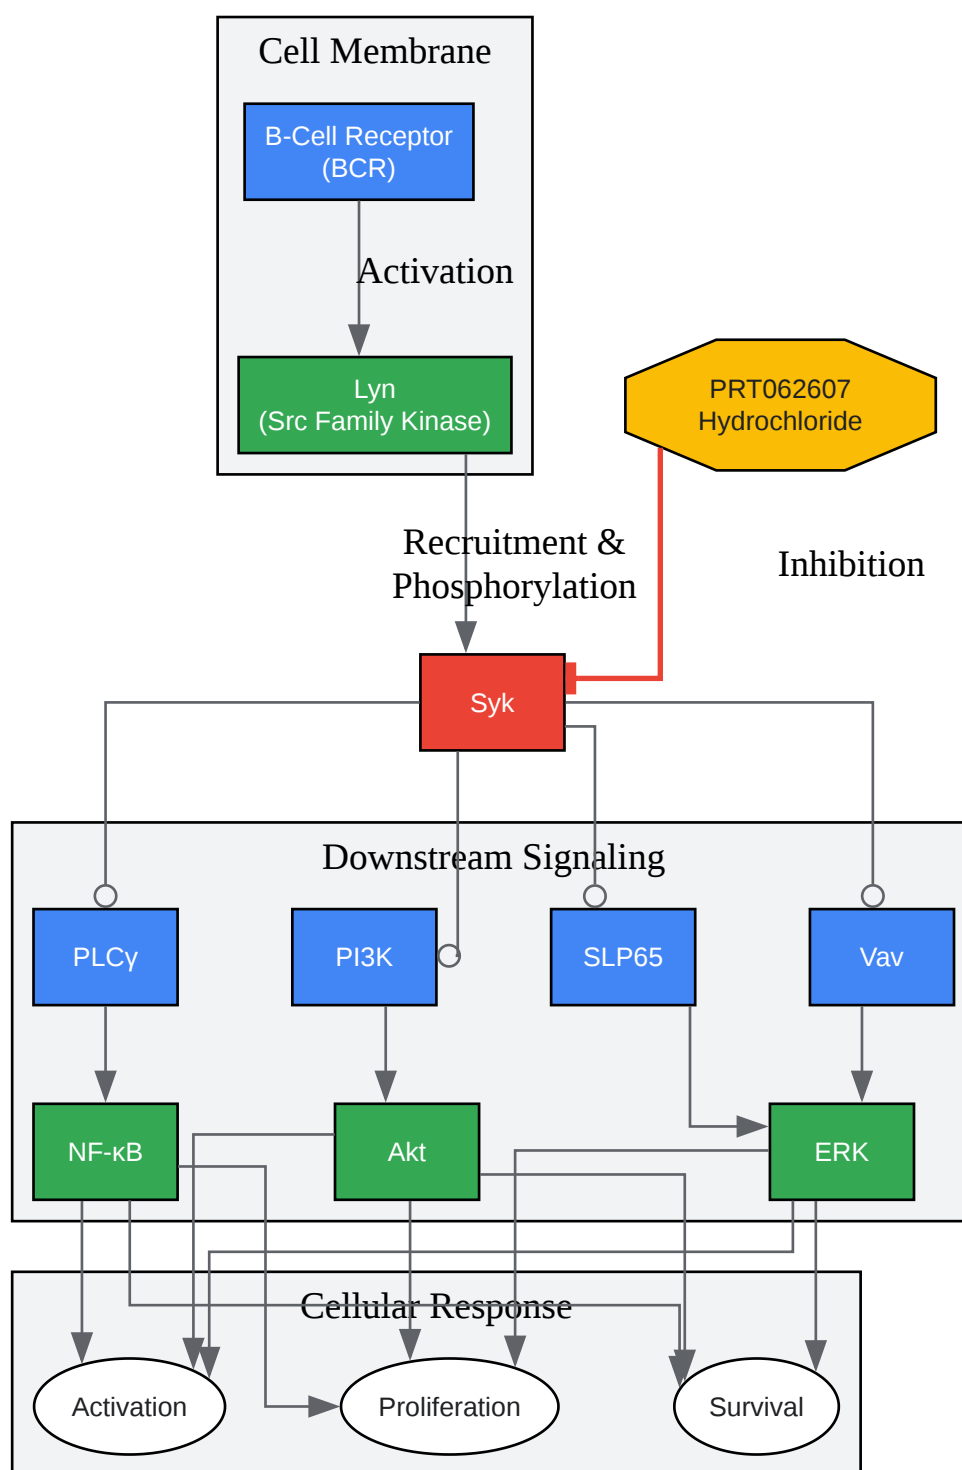 Cell Membrane
B-Cell Receptor
(BCR)
Activation
Lyn
(Src Family Kinase)
PRT062607
Hydrochloride
Recruitment &
Phosphorylation
Inhibition
Syk
Downstream Signaling
PLCγ
PI3K
SLP65
Vav
NF-κB
Akt
ERK
Cellular Response
Activation
Proliferation
Survival